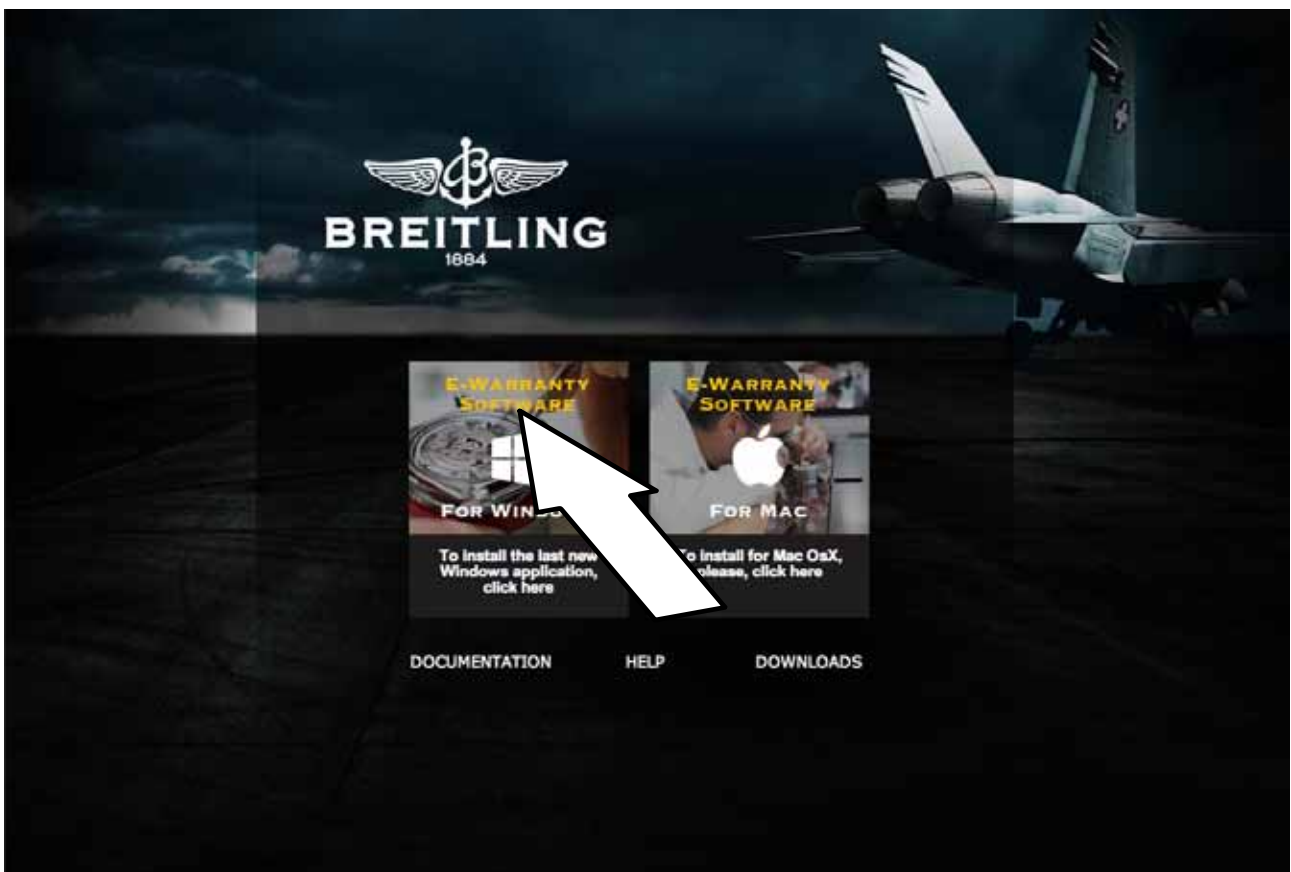 BREITLING
1884
E-WARRANTY
SOFTWARE
FOR WIN
To install the last new
Windows application,
click here
E-WARRANTY
SOFTWARE
FOR MAC
To install for Mac OsX,
please, click here
DOCUMENTATION
HELP
DOWNLOADS